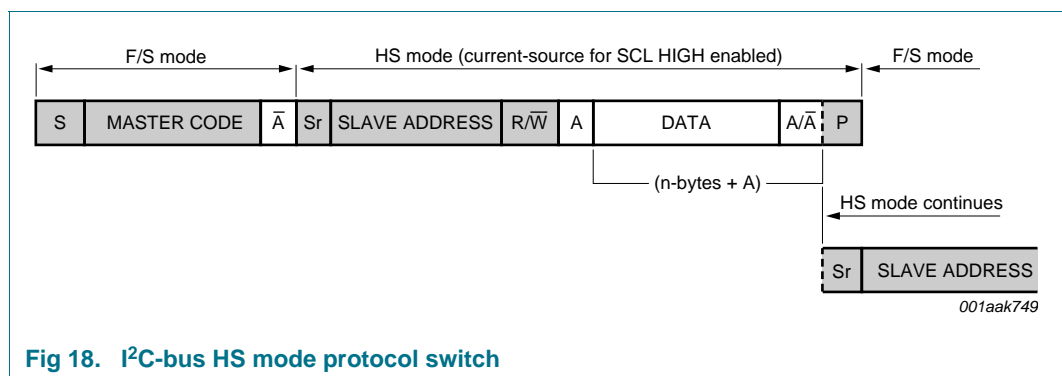 F/S mode HS mode (current-source for SCL HIGH enabled) F/S mode
S MASTER CODE A̅ Sr SLAVE ADDRESS R/W̅ A DATA A/A̅ P
(n-bytes + A)
HS mode continues
Sr SLAVE ADDRESS
001aak749
Fig 18. I²C-bus HS mode protocol switch